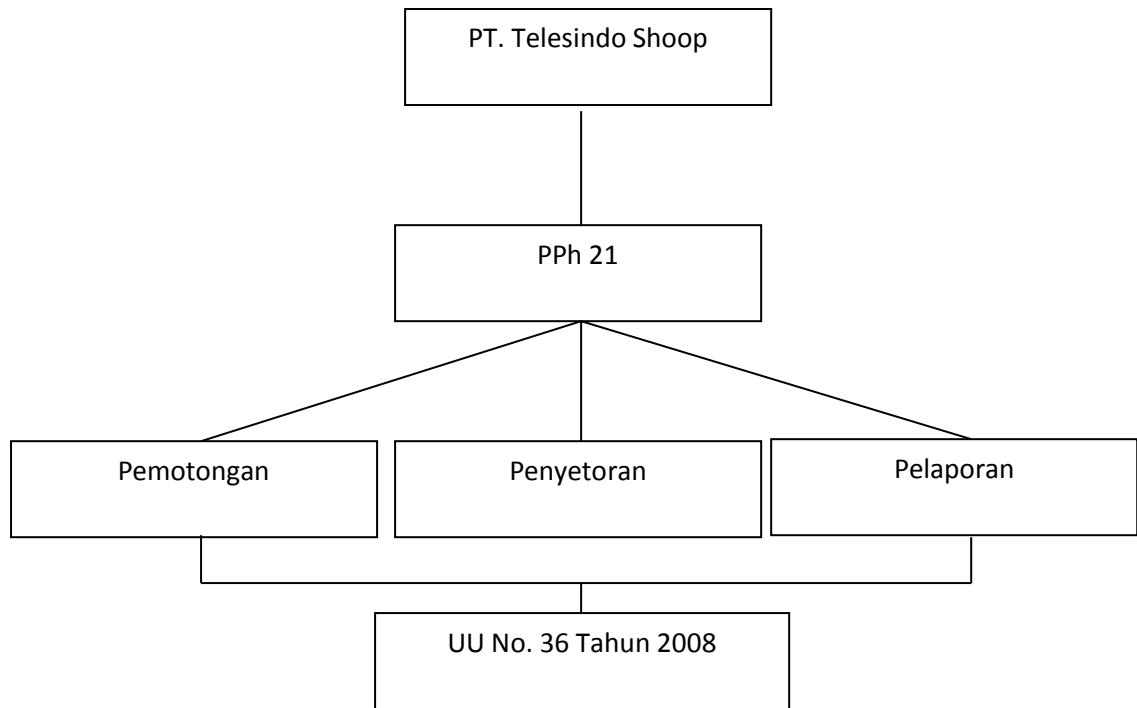 PT. Telesindo Shoop
PPh 21
Pemotongan
Penyetoran
Pelaporan
UU No. 36 Tahun 2008